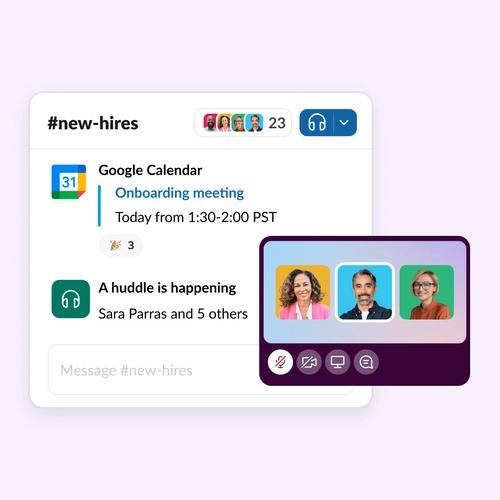 #new-hires
23
31
Google Calendar
Onboarding meeting
Today from 1:30-2:00 PST
3
A huddle is happening
Sara Parras and 5 others
Message #new-hires